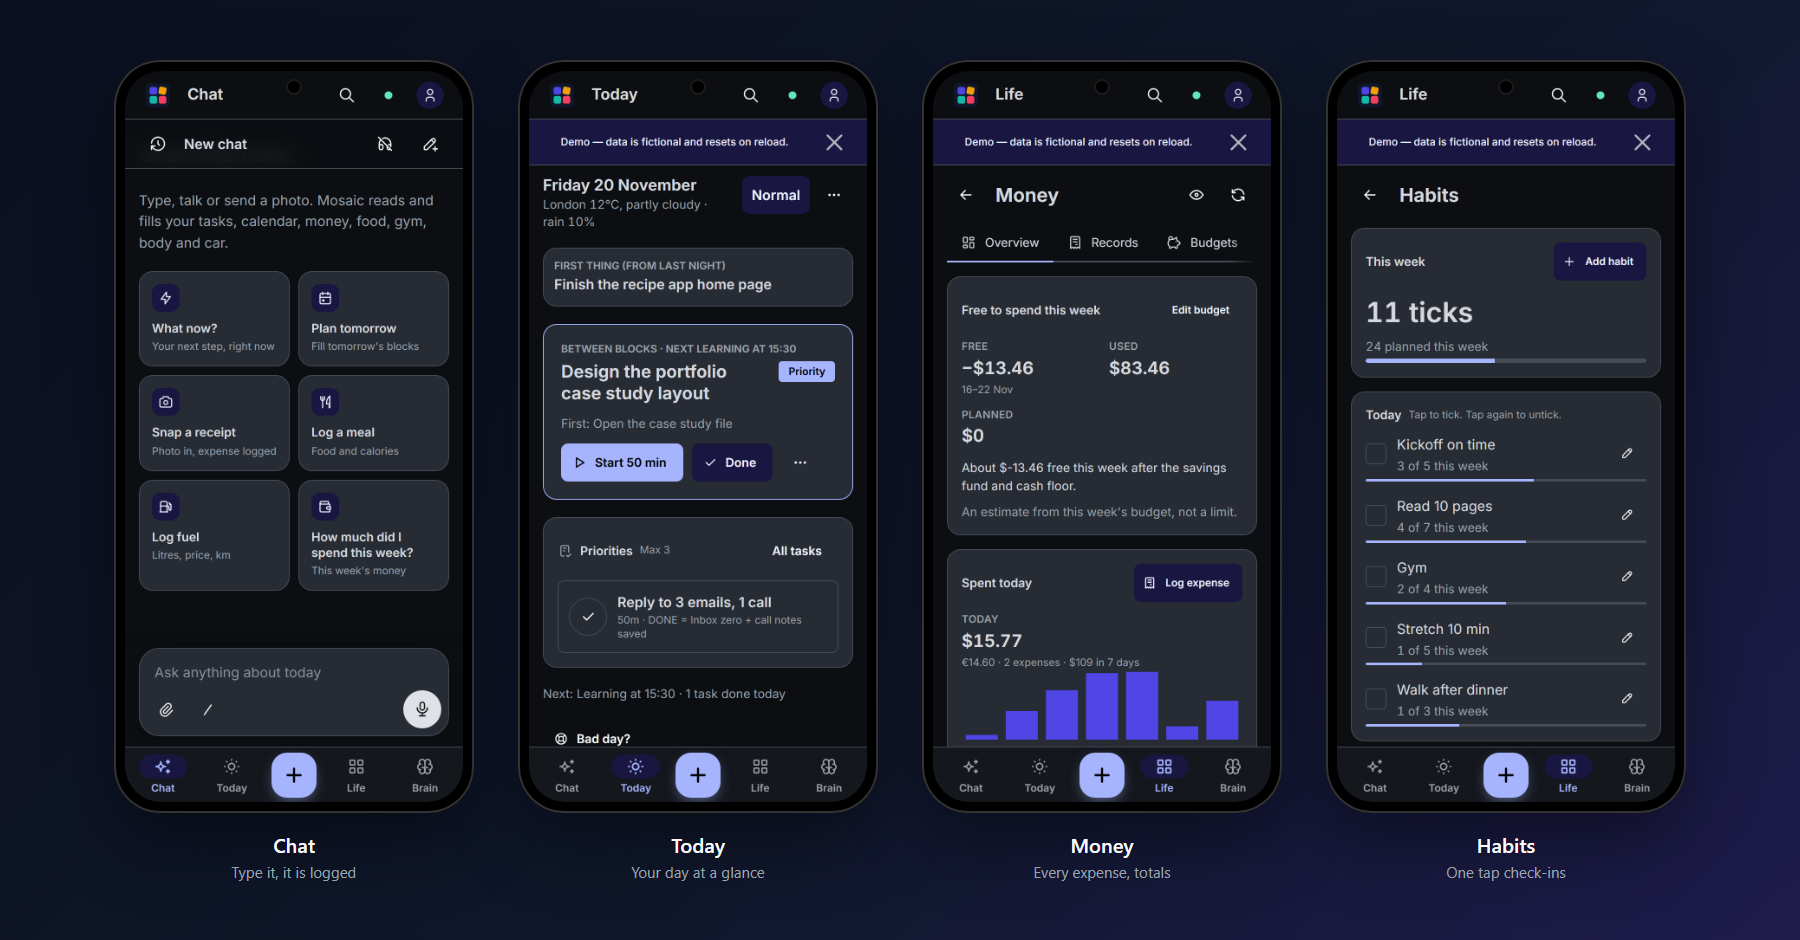 Chat
New chat
Type, talk or send a photo. Mosaic reads and
fills your tasks, calendar, money, food, gym,
body and car.
What now?
Your next step, right now
Plan tomorrow
Fill tomorrow's blocks
Snap a receipt
Photo in, expense logged
Log a meal
Food and calories
Log fuel
Litres, price, km
How much did I
spend this week?
This week's money
Ask anything about today
Chat
Today
Life
Brain
Chat
Type it, it is logged
Today
Demo — data is fictional and resets on reload.
Friday 20 November
London 12°C, partly cloudy ·
rain 10%
Normal
FIRST THING (FROM LAST NIGHT)
Finish the recipe app home page
BETWEEN BLOCKS · NEXT LEARNING AT 15:30
Design the portfolio
case study layout
Priority
First: Open the case study file
Start 50 min
Done
Priorities Max 3
All tasks
Reply to 3 emails, 1 call
50m · DONE = Inbox zero + call notes
saved
Next: Learning at 15:30 · 1 task done today
Bad day?
Chat
Today
Life
Brain
Today
Your day at a glance
Life
Demo — data is fictional and resets on reload.
Money
Overview
Records
Budgets
Free to spend this week
Edit budget
FREE
−$13.46
16–22 Nov
USED
$83.46
PLANNED
$0
About $-13.46 free this week after the savings
fund and cash floor.
An estimate from this week's budget, not a limit.
Spent today
Log expense
TODAY
$15.77
€14.60 · 2 expenses · $109 in 7 days
Chat
Today
Life
Brain
Money
Every expense, totals
Life
Demo — data is fictional and resets on reload.
Habits
This week
Add habit
11 ticks
24 planned this week
Today Tap to tick. Tap again to untick.
Kickoff on time
3 of 5 this week
Read 10 pages
4 of 7 this week
Gym
2 of 4 this week
Stretch 10 min
1 of 5 this week
Walk after dinner
1 of 3 this week
Chat
Today
Life
Brain
Habits
One tap check-ins